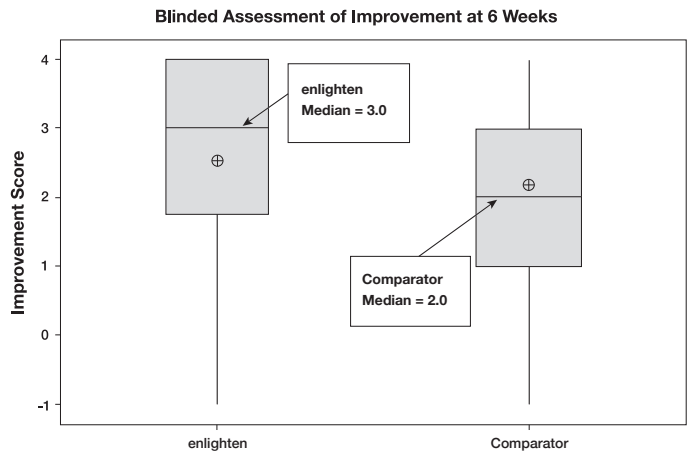 Blinded Assessment of Improvement at 6 Weeks
Improvement Score
4
3
2
1
0
-1
enlighten
Median = 3.0
Comparator
Median = 2.0
enlighten
Comparator